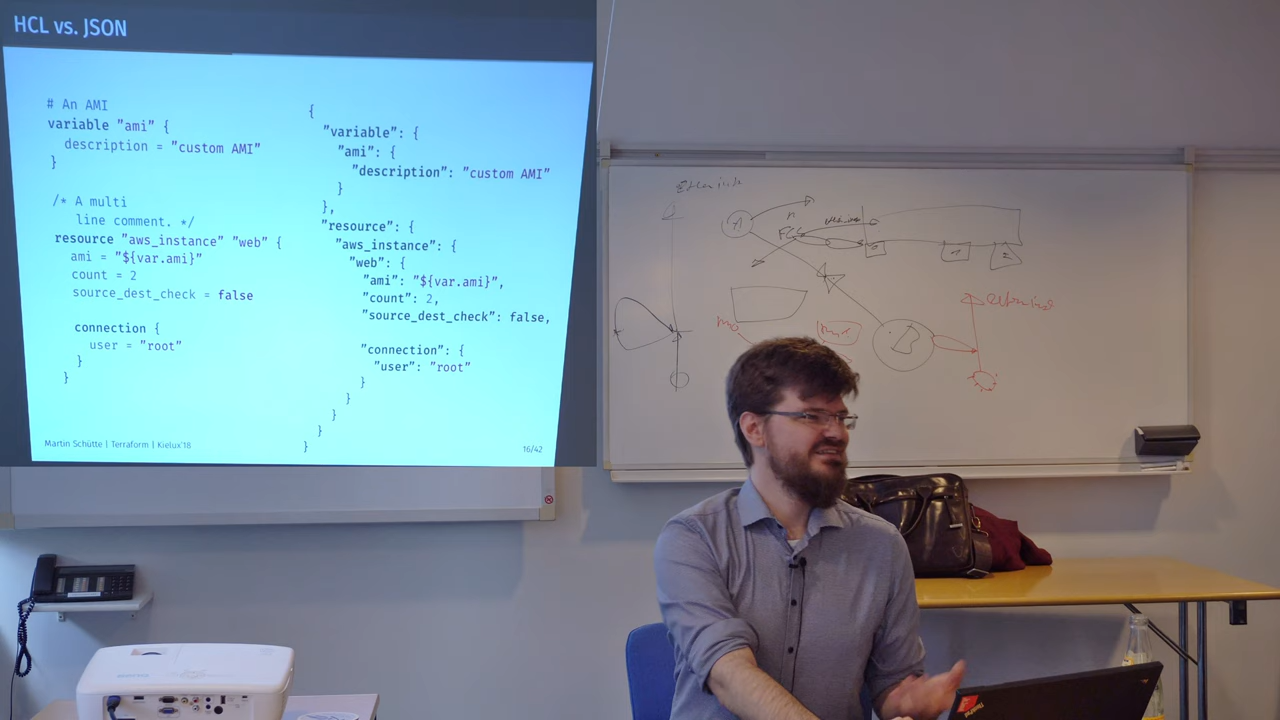 HCL vs. JSON
# An AMI
variable "ami" {
description = "custom AMI"
}
/* A multi
line comment. */
resource "aws_instance" "web" {
ami = "${var.ami}"
count = 2
source_dest_check = false
connection {
user = "root"
}
}
{
"variable": {
"ami": {
"description": "custom AMI"
}
},
"resource": {
"aws_instance": {
"web": {
"ami": "${var.ami}",
"count": 2,
"source_dest_check": false,
"connection": {
"user": "root"
}
}
}
}
}
Martin Schütte | Terraform | Kielux'18
16/42
A
B